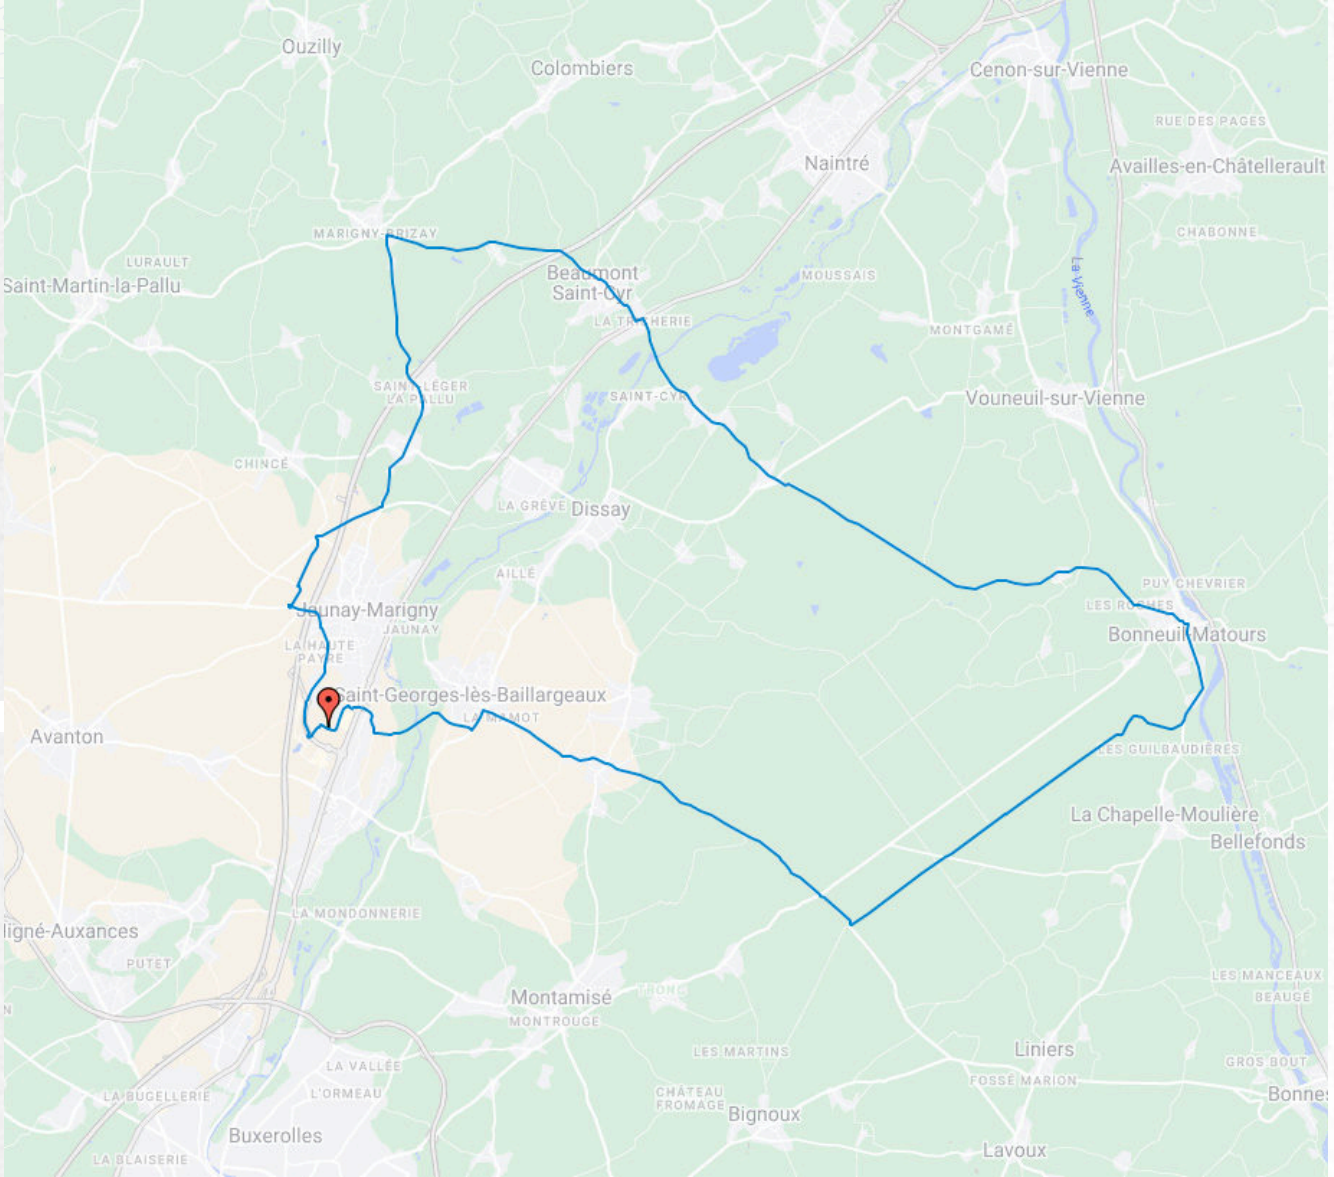 Ouzilly
Colombiers
Cenon-sur-Vienne
RUE DES PAGES
Naintré
Availles-en-Châtellerault
MARIGNY-BRIZAY
CHABONNE
LURAULT
Beaumont
Saint-Cyr
MOUSSAIS
La Vienne
Saint-Martin-la-Pallu
LA TRICHERIE
MONTGAMÉ
SAINT-LÉGER
LA PALLU
SAINT-CYR
Vouneuil-sur-Vienne
CHINCÉ
LA GRÈVE
Dissay
AILLÉ
PUY CHEVRIER
Jaunay-Marigny
LES ROCHES
JAUNAY
Bonneuil-Matours
LA HAUTE
PAYRE
Saint-Georges-lès-Baillargeaux
LA MAMOT
Avanton
LES GUILBAUDIÈRES
La Chapelle-Moulière
Bellefonds
LA MONDONNERIE
ligné-Auxances
PUTET
LES MANCEAUX
BEAUGÉ
TRONG
Montamisé
MONTROUGE
N
LES MARTINS
Liniers
LA VALLÉE
GROS BOUT
FOSSÉ MARION
LA BUGELLERIE
L'ORMEAU
CHÂTEAU
FROMAGE
Bonnes
Bignoux
Buxerolles
Lavoux
LA BLAISERIE